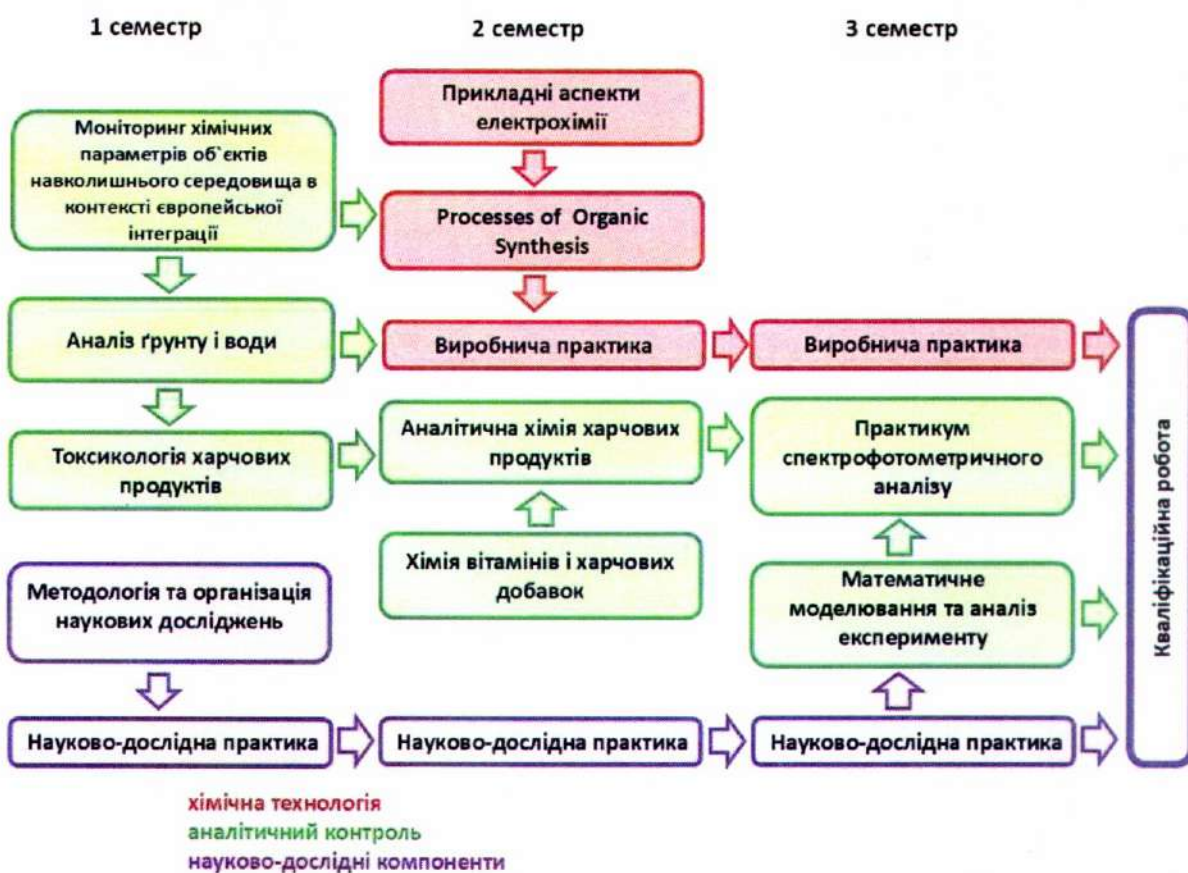 1 семестр
2 семестр
3 семестр
Моніторинг хімічних
параметрів об`єктів
навколишнього середовища в
контексті європейської
інтеграції
Аналіз ґрунту і води
Токсикологія харчових
продуктів
Методологія та організація
наукових досліджень
Науково-дослідна практика
Прикладні аспекти
електрохімії
Processes of Organic
Synthesis
Виробнича практика
Аналітична хімія харчових
продуктів
Хімія вітамінів і харчових
добавок
Науково-дослідна практика
Виробнича практика
Практикум
спектрофотометричного
аналізу
Математичне
моделювання та аналіз
експерименту
Науково-дослідна практика
Кваліфікаційна робота
хімічна технологія
аналітичний контроль
науково-дослідні компоненти